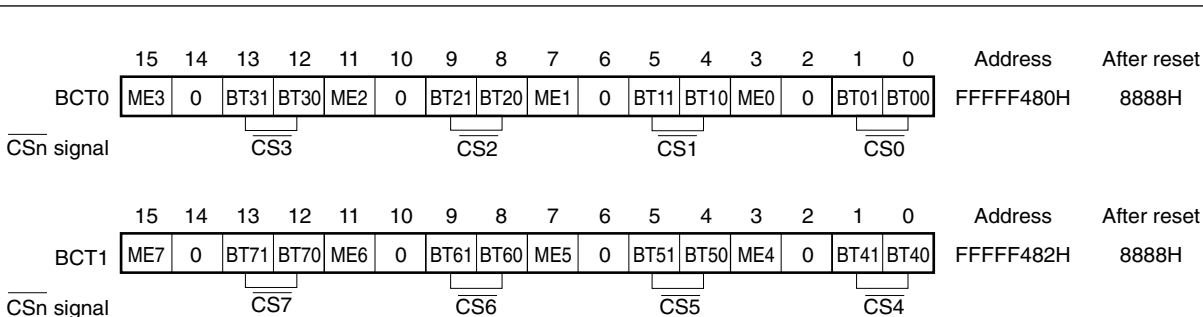 15 14 13 12 11 10 9 8 7 6 5 4 3 2 1 0 Address After reset
BCT0 ME3 0 BT31 BT30 ME2 0 BT21 BT20 ME1 0 BT11 BT10 ME0 0 BT01 BT00 FFFFF480H 8888H
CSn signal CS3 CS2 CS1 CS0
15 14 13 12 11 10 9 8 7 6 5 4 3 2 1 0 Address After reset
BCT1 ME7 0 BT71 BT70 ME6 0 BT61 BT60 ME5 0 BT51 BT50 ME4 0 BT41 BT40 FFFFF482H 8888H
CSn signal CS7 CS6 CS5 CS4